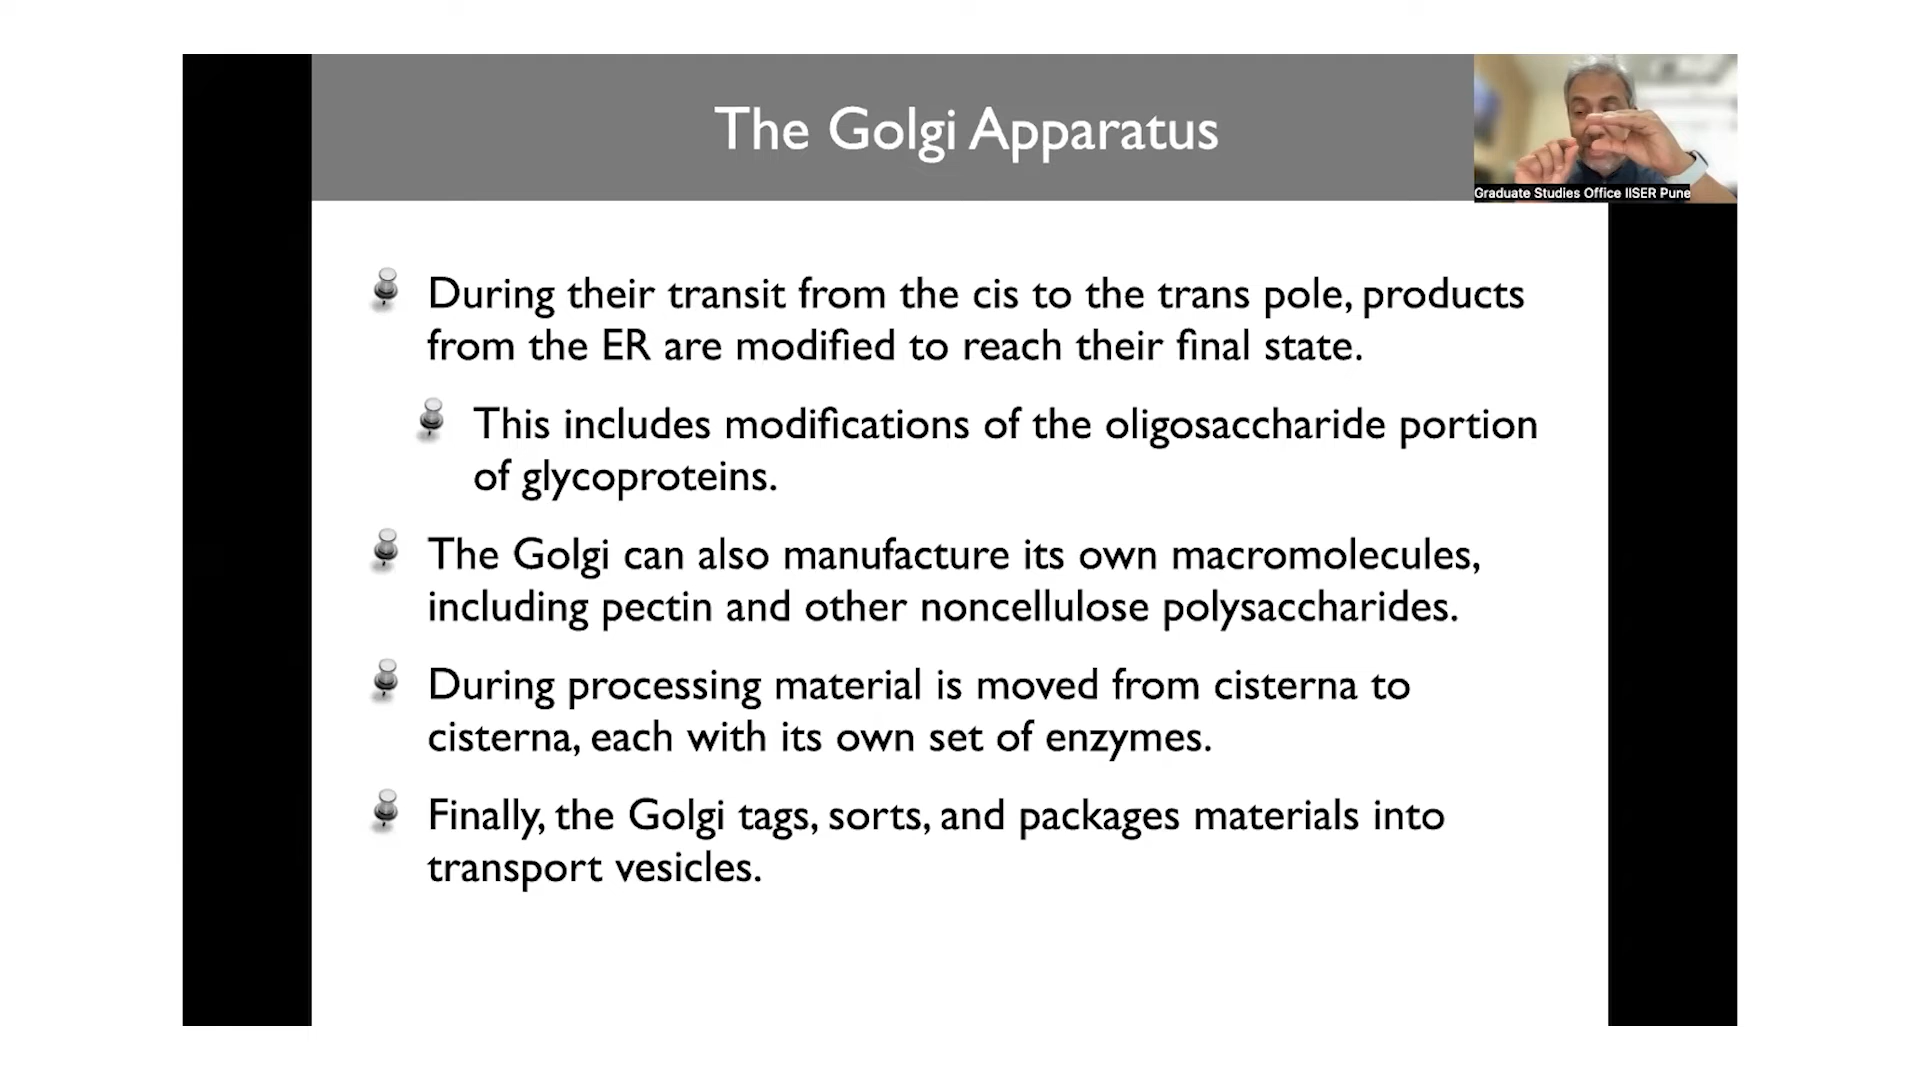 The Golgi Apparatus
Graduate Studies Office IISER Pune
During their transit from the cis to the trans pole, products
from the ER are modified to reach their final state.
This includes modifications of the oligosaccharide portion
of glycoproteins.
The Golgi can also manufacture its own macromolecules,
including pectin and other noncellulose polysaccharides.
During processing material is moved from cisterna to
cisterna, each with its own set of enzymes.
Finally, the Golgi tags, sorts, and packages materials into
transport vesicles.